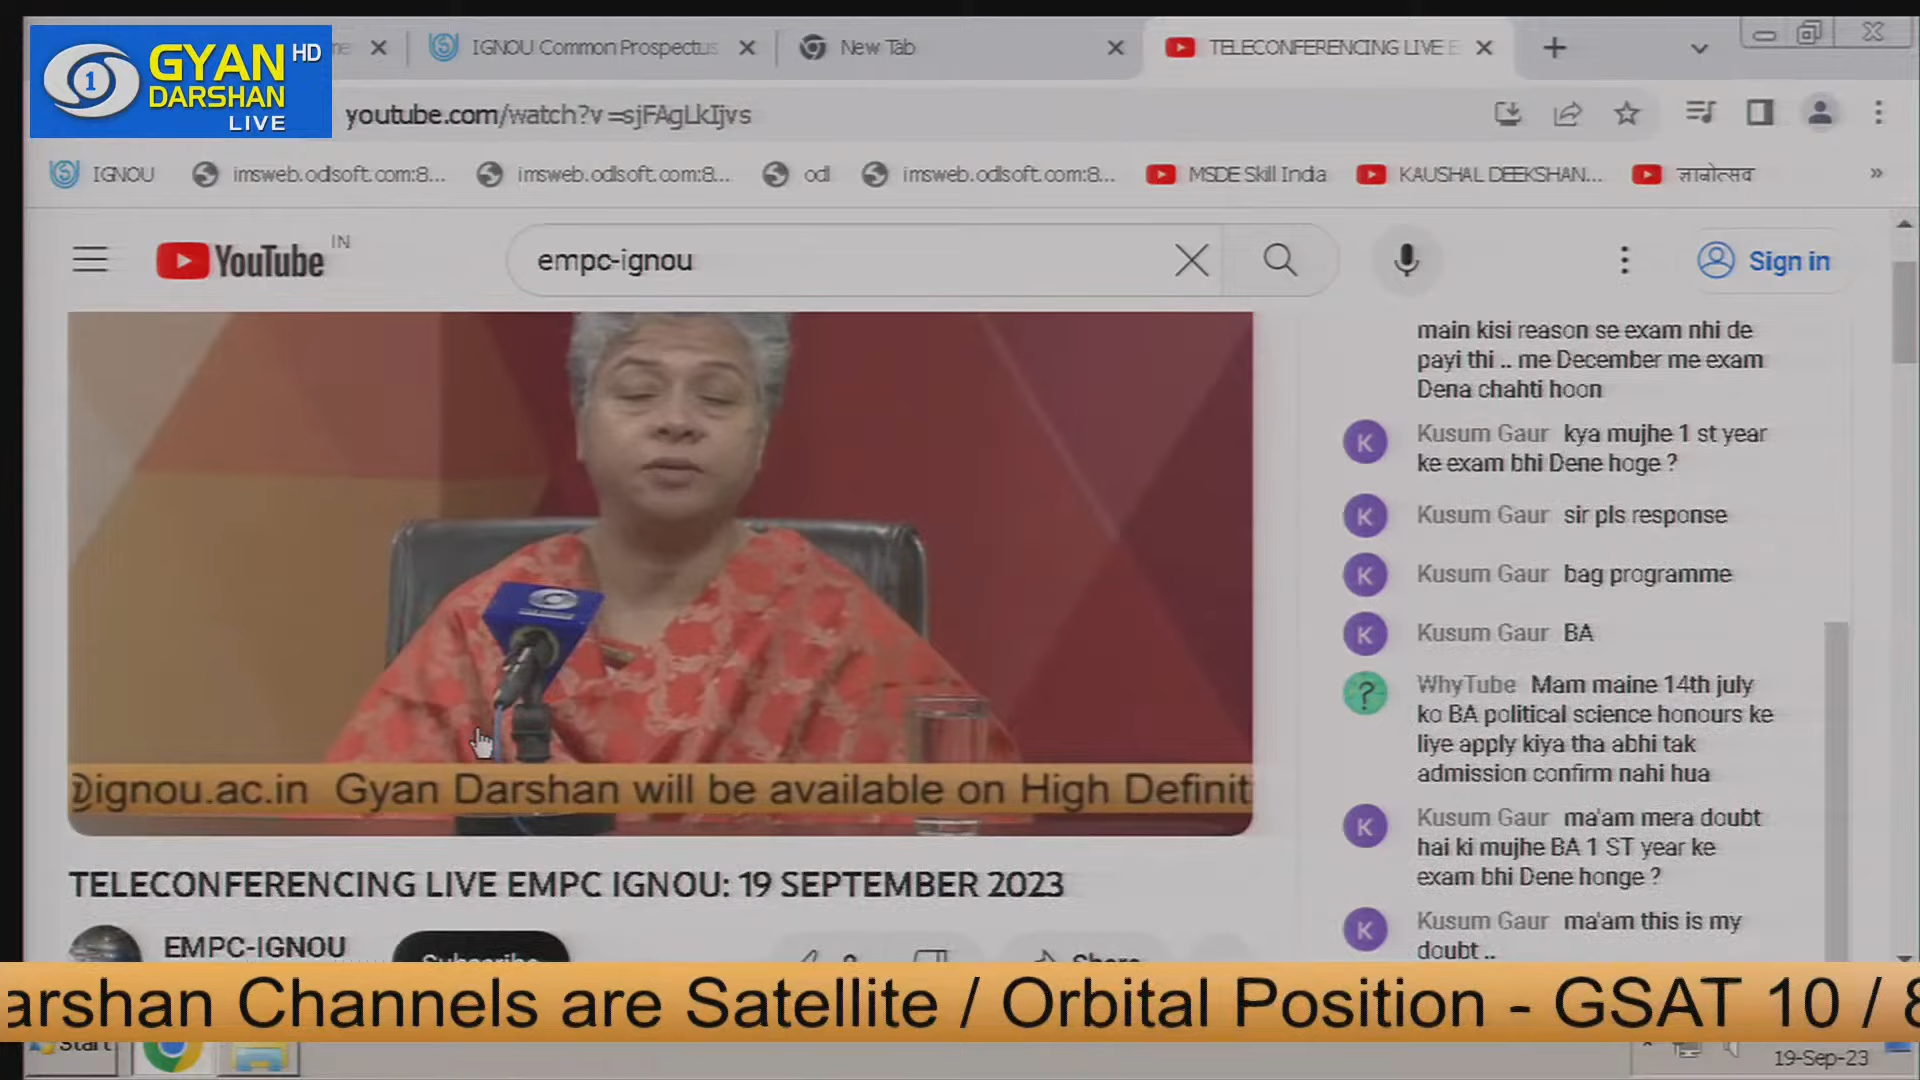 GYAN HD
DARSHAN
LIVE
1
IGNOU Common Prospectus
New Tab
TELECONFERENCING LIVE E
youtube.com/watch?v=sjFAgLkIjvs
IGNOU
imsweb.odlsoft.com:8...
imsweb.odlsoft.com:8...
odl
imsweb.odlsoft.com:8...
MSDE Skill India
KAUSHAL DEEKSHAN...
ज्ञानोत्सव
»
YouTube IN
empc-ignou
Sign in
main kisi reason se exam nhi de
payi thi .. me December me exam
Dena chahti hoon
K Kusum Gaur kya mujhe 1 st year
ke exam bhi Dene hoge ?
K Kusum Gaur sir pls response
K Kusum Gaur bag programme
K Kusum Gaur BA
? WhyTube Mam maine 14th july
ko BA political science honours ke
liye apply kiya tha abhi tak
admission confirm nahi hua
K Kusum Gaur ma'am mera doubt
hai ki mujhe BA 1 ST year ke
exam bhi Dene honge ?
K Kusum Gaur ma'am this is my
doubt ..
@ignou.ac.in Gyan Darshan will be available on High Definit
TELECONFERENCING LIVE EMPC IGNOU: 19 SEPTEMBER 2023
EMPC-IGNOU
Subscribe
Share
arshan Channels are Satellite / Orbital Position - GSAT 10 / 8
Start
19-Sep-23